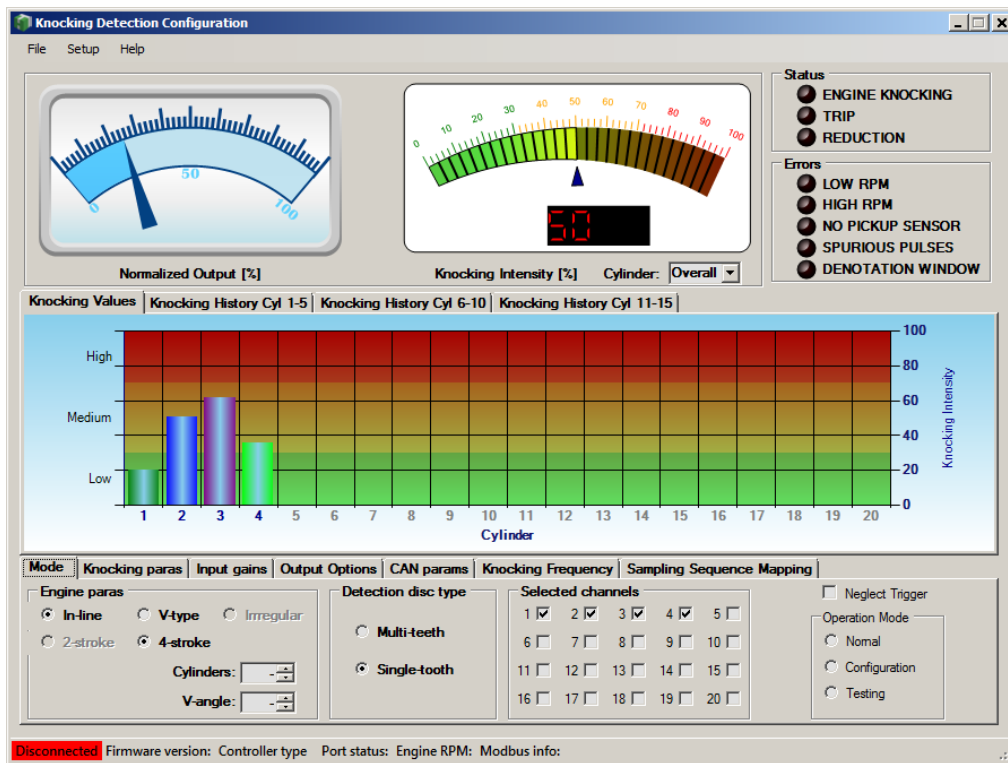 Knocking Detection Configuration
File Setup Help
0 50 100
Normalized Output [%]
0 10 20 30 40 50 60 70 80 90 100
50
Knocking Intensity [%] Cylinder: Overall
Status
ENGINE KNOCKING
TRIP
REDUCTION
Errors
LOW RPM
HIGH RPM
NO PICKUP SENSOR
SPURIOUS PULSES
DENOTATION WINDOW
Knocking Values Knocking History Cyl 1-5 Knocking History Cyl 6-10 Knocking History Cyl 11-15
High
Medium
Low
100
80
60
40
20
0
Knocking Intensity
1 2 3 4 5 6 7 8 9 10 11 12 13 14 15 16 17 18 19 20
Cylinder
Mode Knocking paras Input gains Output Options CAN params Knocking Frequency Sampling Sequence Mapping
Engine paras
In-line V-type Irregular
2-stroke 4-stroke
Cylinders: -
V-angle: -
Detection disc type
Multi-teeth
Single-tooth
Selected channels
1 2 3 4 5
6 7 8 9 10
11 12 13 14 15
16 17 18 19 20
Neglect Trigger
Operation Mode
Nomal
Configuration
Testing
Disconnected Firmware version: Controller type Port status: Engine RPM: Modbus info: